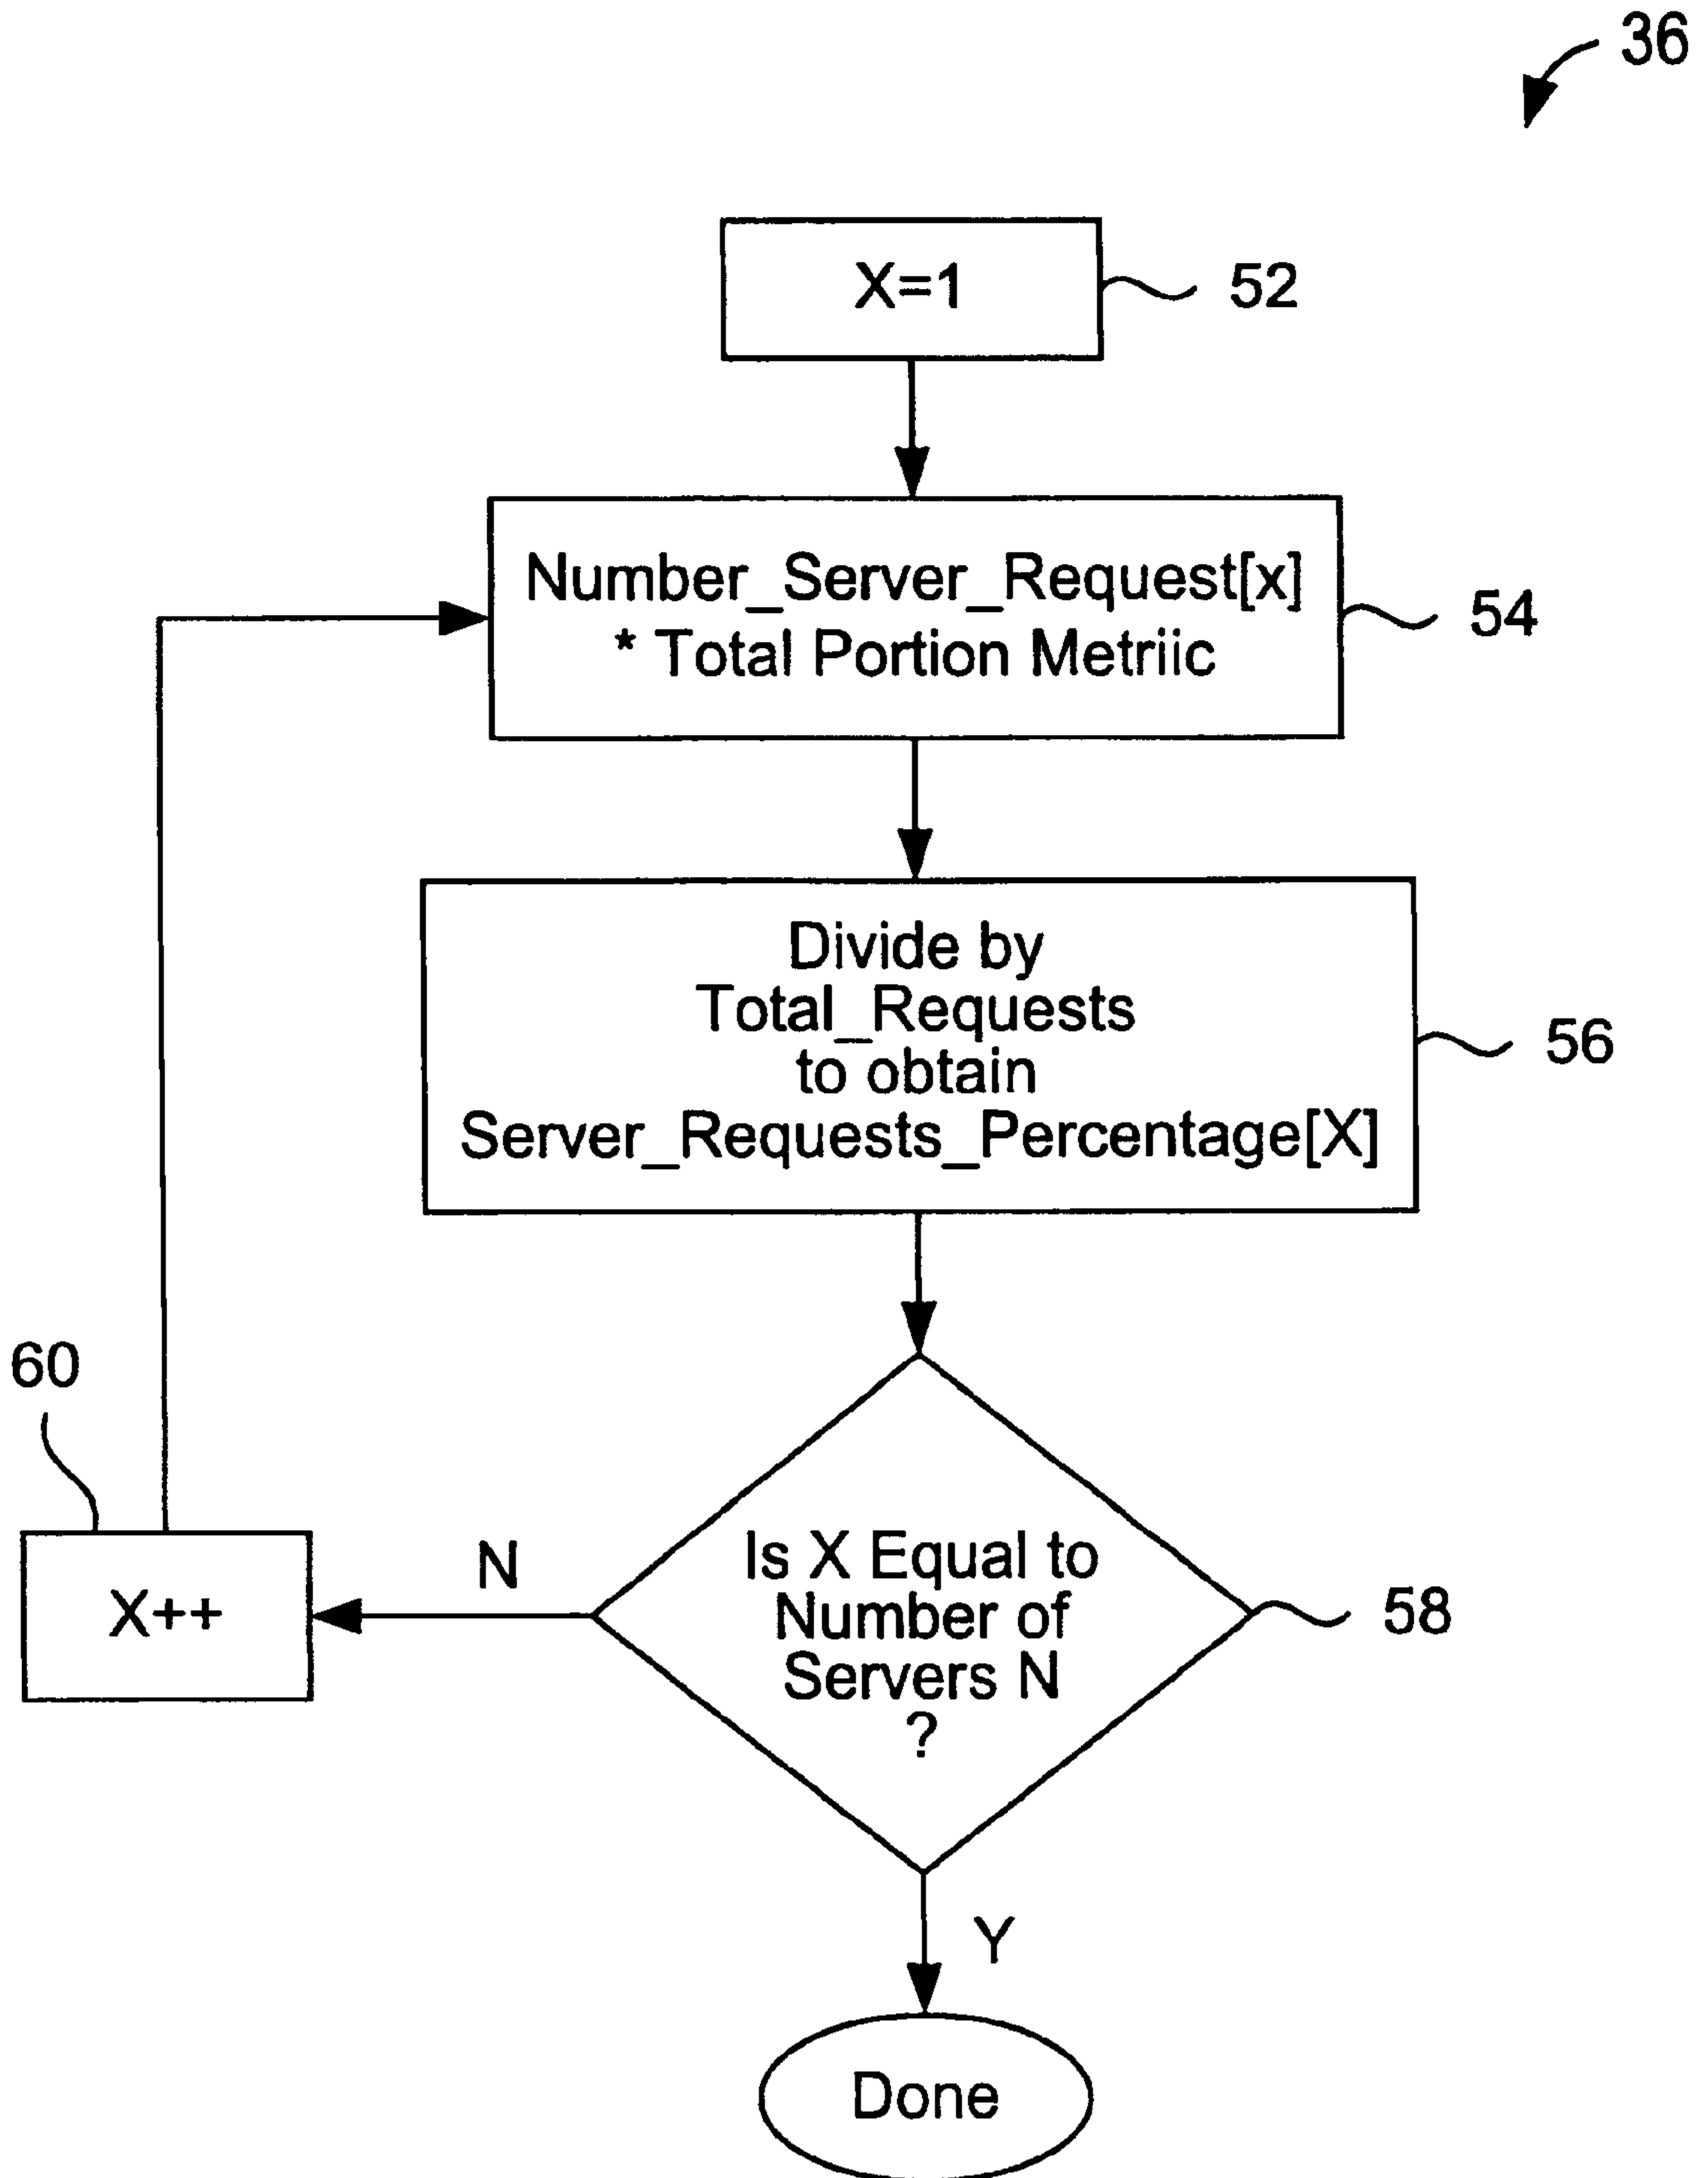 36
X=1
52
Number_Server_Request[x]
* Total Portion Metriic
54
Divide by
Total_Requests
to obtain
Server_Requests_Percentage[X]
56
60
X++
N
Is X Equal to
Number of
Servers N
?
58
Y
Done